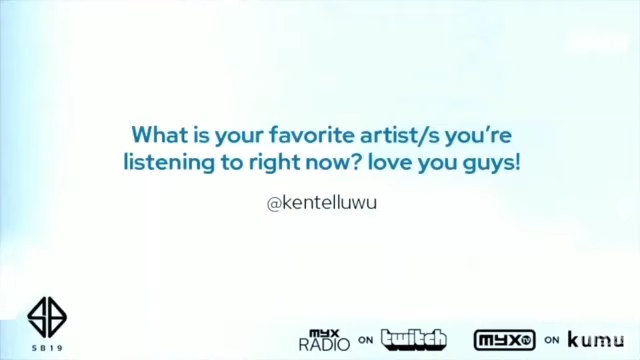 What is your favorite artist/s you're
listening to right now? love you guys!
@kentelluwu
SB19
MYX RADIO ON twitch MYX TV ON kumu